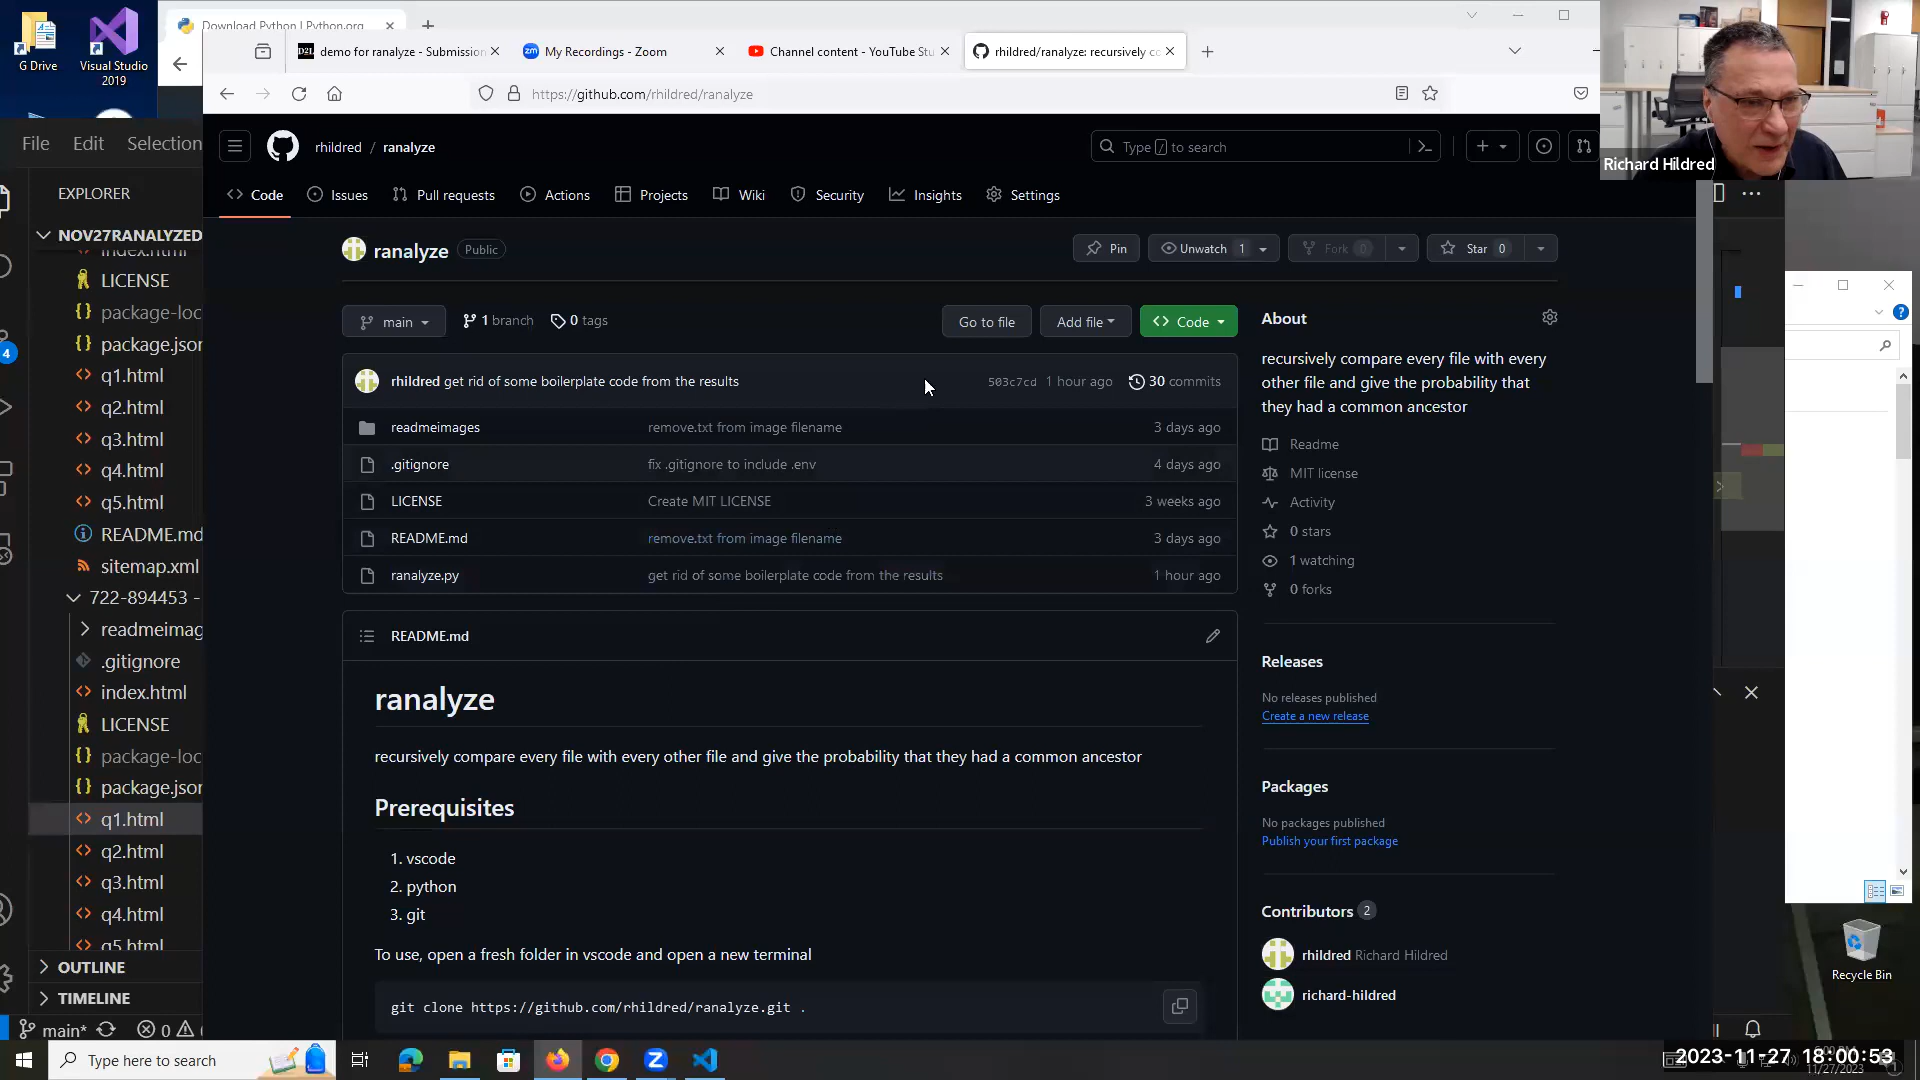 G Drive
Visual Studio
2019
Download Python | Python.org
D2L demo for ranalyze - Submission
zm My Recordings - Zoom
Channel content - YouTube Stu
rhildred/ranalyze: recursively co
https://github.com/rhildred/ranalyze
Richard Hildred
File Edit Selection
rhildred / ranalyze
Type / to search
Code
Issues
Pull requests
Actions
Projects
Wiki
Security
Insights
Settings
EXPLORER
NOV27RANALYZED
index.html
LICENSE
package-loc
package.jsor
q1.html
q2.html
q3.html
q4.html
q5.html
README.md
sitemap.xml
722-894453 -
readmeimag
.gitignore
index.html
LICENSE
package-loc
package.jsor
q1.html
q2.html
q3.html
q4.html
q5.html
OUTLINE
TIMELINE
main*
0
4
ranalyze
Public
Pin
Unwatch 1
Fork 0
Star 0
main
1 branch
0 tags
Go to file
Add file
Code
rhildred get rid of some boilerplate code from the results
503c7cd 1 hour ago
30 commits
readmeimages
remove.txt from image filename
3 days ago
.gitignore
fix .gitignore to include .env
4 days ago
LICENSE
Create MIT LICENSE
3 weeks ago
README.md
remove.txt from image filename
3 days ago
ranalyze.py
get rid of some boilerplate code from the results
1 hour ago
README.md
ranalyze
recursively compare every file with every other file and give the probability that they had a common ancestor
Prerequisites
1. vscode
2. python
3. git
To use, open a fresh folder in vscode and open a new terminal
git clone https://github.com/rhildred/ranalyze.git .
About
recursively compare every file with every
other file and give the probability that
they had a common ancestor
Readme
MIT license
Activity
0 stars
1 watching
0 forks
Releases
No releases published
Create a new release
Packages
No packages published
Publish your first package
Contributors 2
rhildred Richard Hildred
richard-hildred
Recycle Bin
Type here to search
2023-11-27 18:00:53
11/27/2023